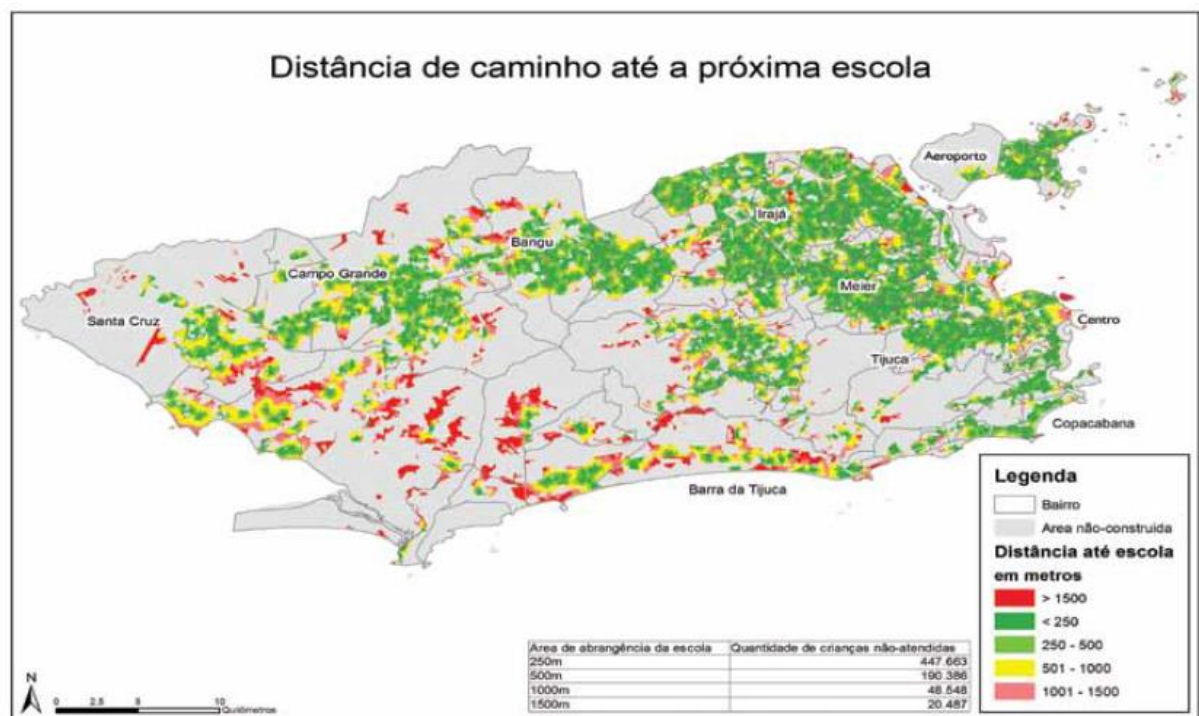 Distância de caminho até a próxima escola
Aeroporto
Irajá
Bangu
Campo Grande
Meier
Santa Cruz
Centro
Tijuca
Copacabana
Barra da Tijuca
Legenda
Bairro
Area não-construida
Distância até escola
em metros
> 1500
< 250
250 - 500
501 - 1000
1001 - 1500
Area de abrangência da escola Quantidade de crianças não-atendidas
250m 447.663
500m 190.386
1000m 48.548
1500m 20.487
N
0 2.5 5 10
Quilômetros